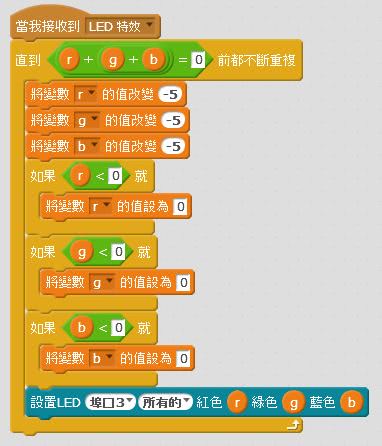 當我接收到 LED 特效
直到 r + g + b = 0 前都不斷重複
將變數 r 的值改變 -5
將變數 g 的值改變 -5
將變數 b 的值改變 -5
如果 r < 0 就
將變數 r 的值設為 0
如果 g < 0 就
將變數 g 的值設為 0
如果 b < 0 就
將變數 b 的值設為 0
設置LED 埠口3 所有的 紅色 r 綠色 g 藍色 b